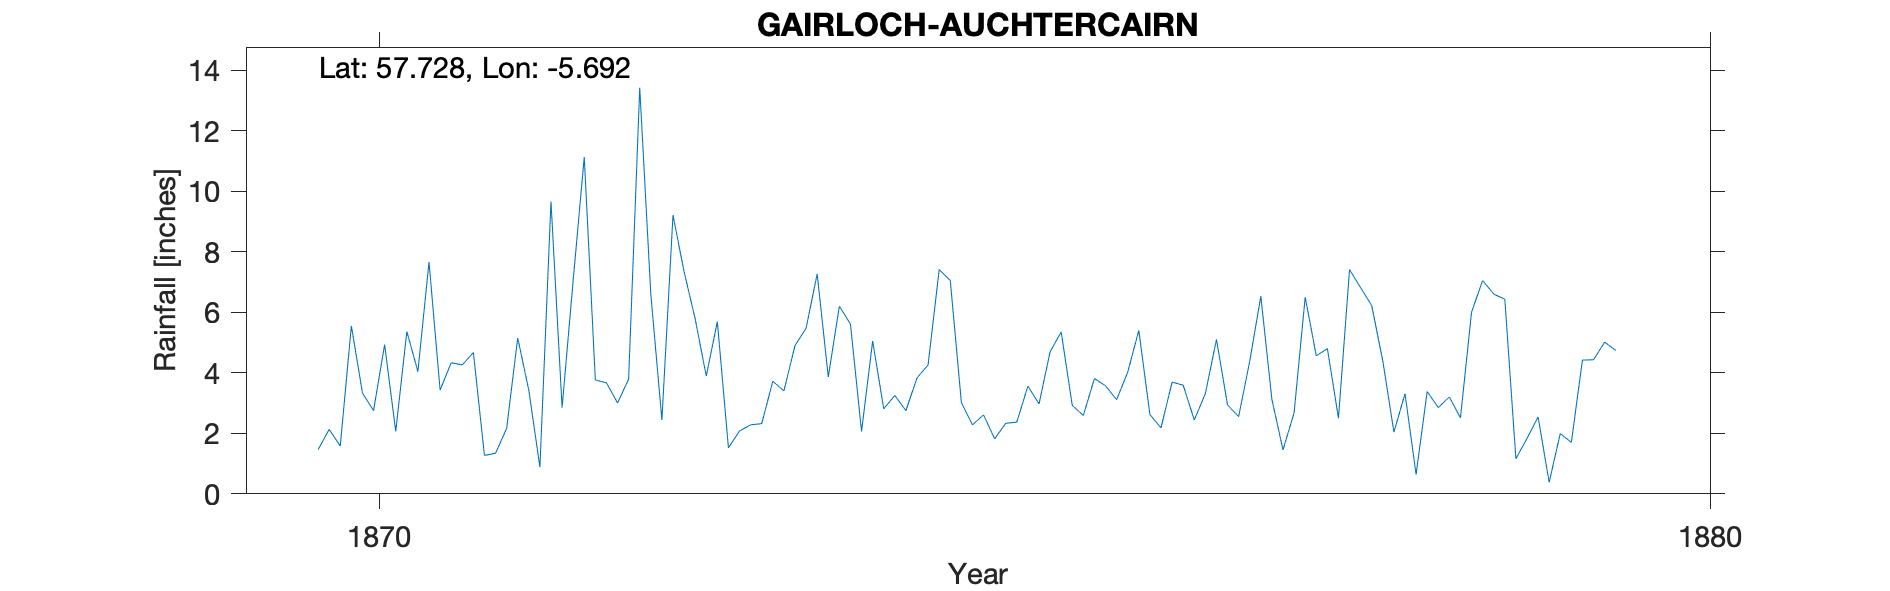 GAIRLOCH-AUCHTERCAIRN
Lat: 57.728, Lon: -5.692
14
12
10
8
6
4
2
0
Rainfall [inches]
1870
1880
Year